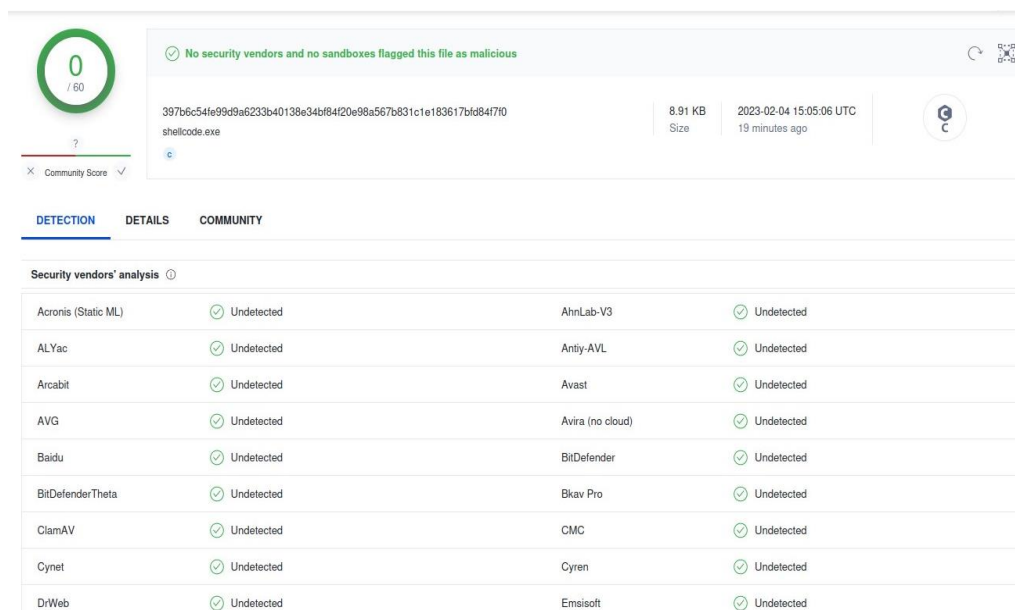 0
/ 60
?
Community Score
No security vendors and no sandboxes flagged this file as malicious
397b6c54fe99d9a6233b40138e34bf84f20e98a567b831c1e183617bfd84f7f0
shellcode.exe
c
8.91 KB
Size
2023-02-04 15:05:06 UTC
19 minutes ago
C
DETECTION DETAILS COMMUNITY
Security vendors' analysis
Acronis (Static ML) Undetected AhnLab-V3 Undetected
ALYac Undetected Antiy-AVL Undetected
Arcabit Undetected Avast Undetected
AVG Undetected Avira (no cloud) Undetected
Baidu Undetected BitDefender Undetected
BitDefenderTheta Undetected Bkav Pro Undetected
ClamAV Undetected CMC Undetected
Cynet Undetected Cyren Undetected
DrWeb Undetected Emsisoft Undetected